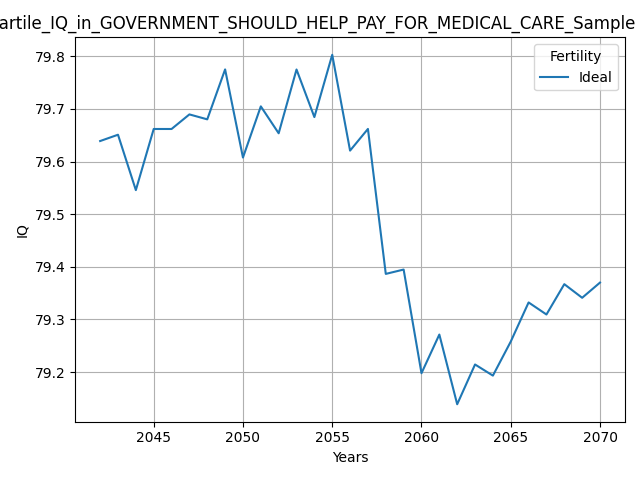 artile_IQ_in_GOVERNMENT_SHOULD_HELP_PAY_FOR_MEDICAL_CARE_Sample
Fertility
Ideal
79.8
79.7
79.6
79.5
79.4
79.3
79.2
IQ
2045 2050 2055 2060 2065 2070
Years